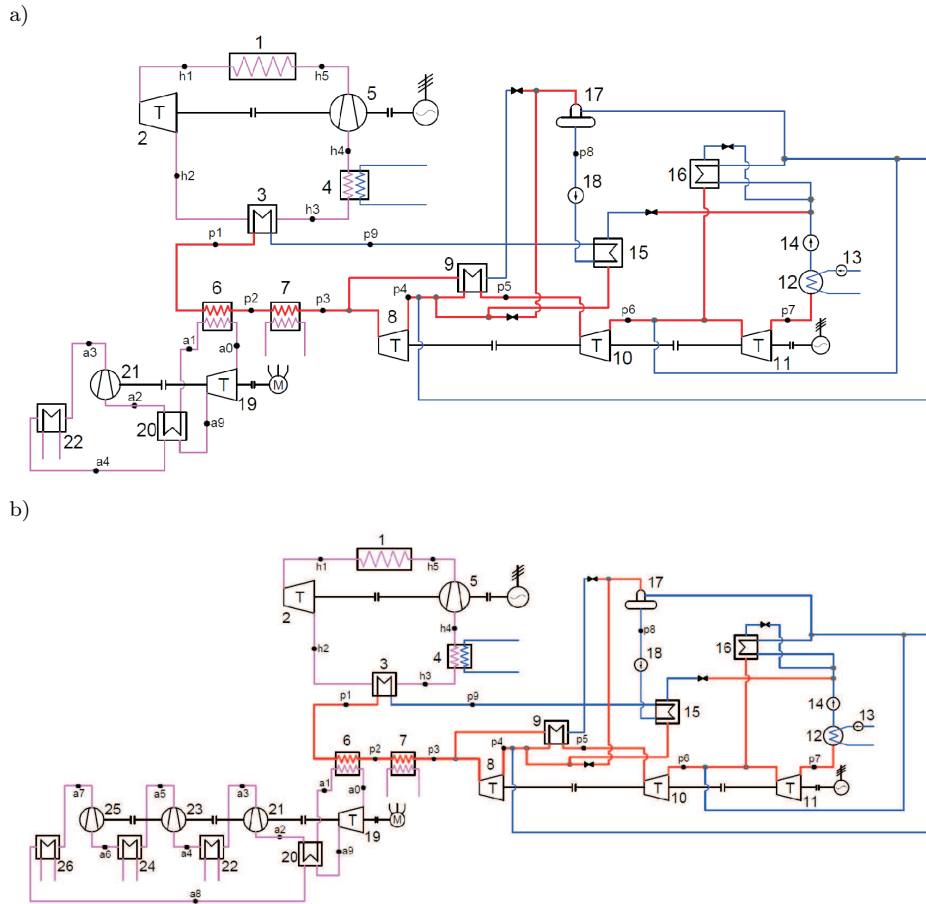 a)
1
h1
h5
5
T
2
h4
17
h2
p8
4
16
18
3
h3
p1
p9
14
15
9
13
12
6
7
p2
p3
p4
p5
p6
p7
8
a1
a0
a3
T
T
T
10
11
21
T
M
a2
19
20
a9
22
a4
b)
1
h1
h5
5
T
2
17
h4
p8
h2
16
4
18
3
h3
p1
p9
14
15
9
13
12
6
7
p2
p3
p4
p5
8
p6
p7
a1
a0
T
T
T
10
11
a7
a5
a3
25
23
21
T
M
19
a2
a6
a4
20
a9
26
24
22
a8